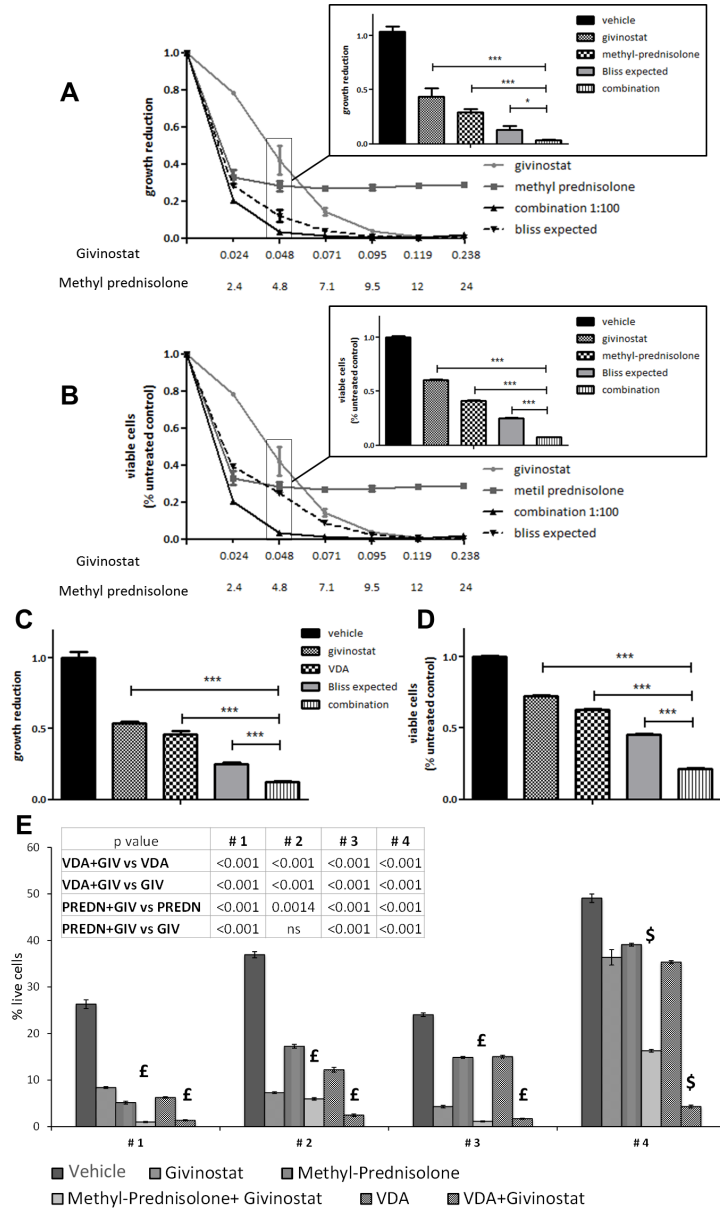 A
growth reduction
1.0
0.8
0.6
0.4
0.2
0.0
growth reduction
1.0
0.5
0.0
***
***
*
vehicle
givinostat
methyl-prednisolone
Bliss expected
combination
givinostat
methyl prednisolone
combination 1:100
bliss expected
Givinostat 0.024 0.048 0.071 0.095 0.119 0.238
Methyl prednisolone 2.4 4.8 7.1 9.5 12 24
B
viable cells
(% untreated control)
1.0
0.8
0.6
0.4
0.2
0.0
viable cells
(% untreated control)
1.0
0.5
0.0
***
***
***
vehicle
givinostat
methyl-prednisolone
Bliss expected
combination
givinostat
metil prednisolone
combination 1:100
bliss expected
Givinostat 0.024 0.048 0.071 0.095 0.119 0.238
Methyl prednisolone 2.4 4.8 7.1 9.5 12 24
C
growth reduction
1.0
0.5
0.0
***
***
***
vehicle
givinostat
VDA
Bliss expected
combination
D
viable cells
(% untreated control)
1.0
0.5
0.0
***
***
***
E
% live cells
60
50
40
30
20
10
0
p value # 1 # 2 # 3 # 4
VDA+GIV vs VDA <0.001 <0.001 <0.001 <0.001
VDA+GIV vs GIV <0.001 <0.001 <0.001 <0.001
PREDN+GIV vs PREDN <0.001 0.0014 <0.001 <0.001
PREDN+GIV vs GIV <0.001 ns <0.001 <0.001
£ £ £ £ £ £ $ $
# 1 # 2 # 3 # 4
Vehicle Givinostat Methyl-Prednisolone
Methyl-Prednisolone+ Givinostat VDA VDA+Givinostat